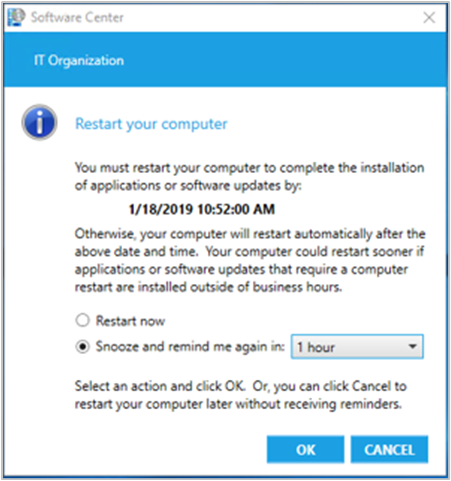 Software Center
IT Organization
Restart your computer
You must restart your computer to complete the installation
of applications or software updates by:
1/18/2019 10:52:00 AM
Otherwise, your computer will restart automatically after the
above date and time.  Your computer could restart sooner if
applications or software updates that require a computer
restart are installed outside of business hours.
Restart now
Snooze and remind me again in: 1 hour
Select an action and click OK.  Or, you can click Cancel to
restart your computer later without receiving reminders.
OK CANCEL